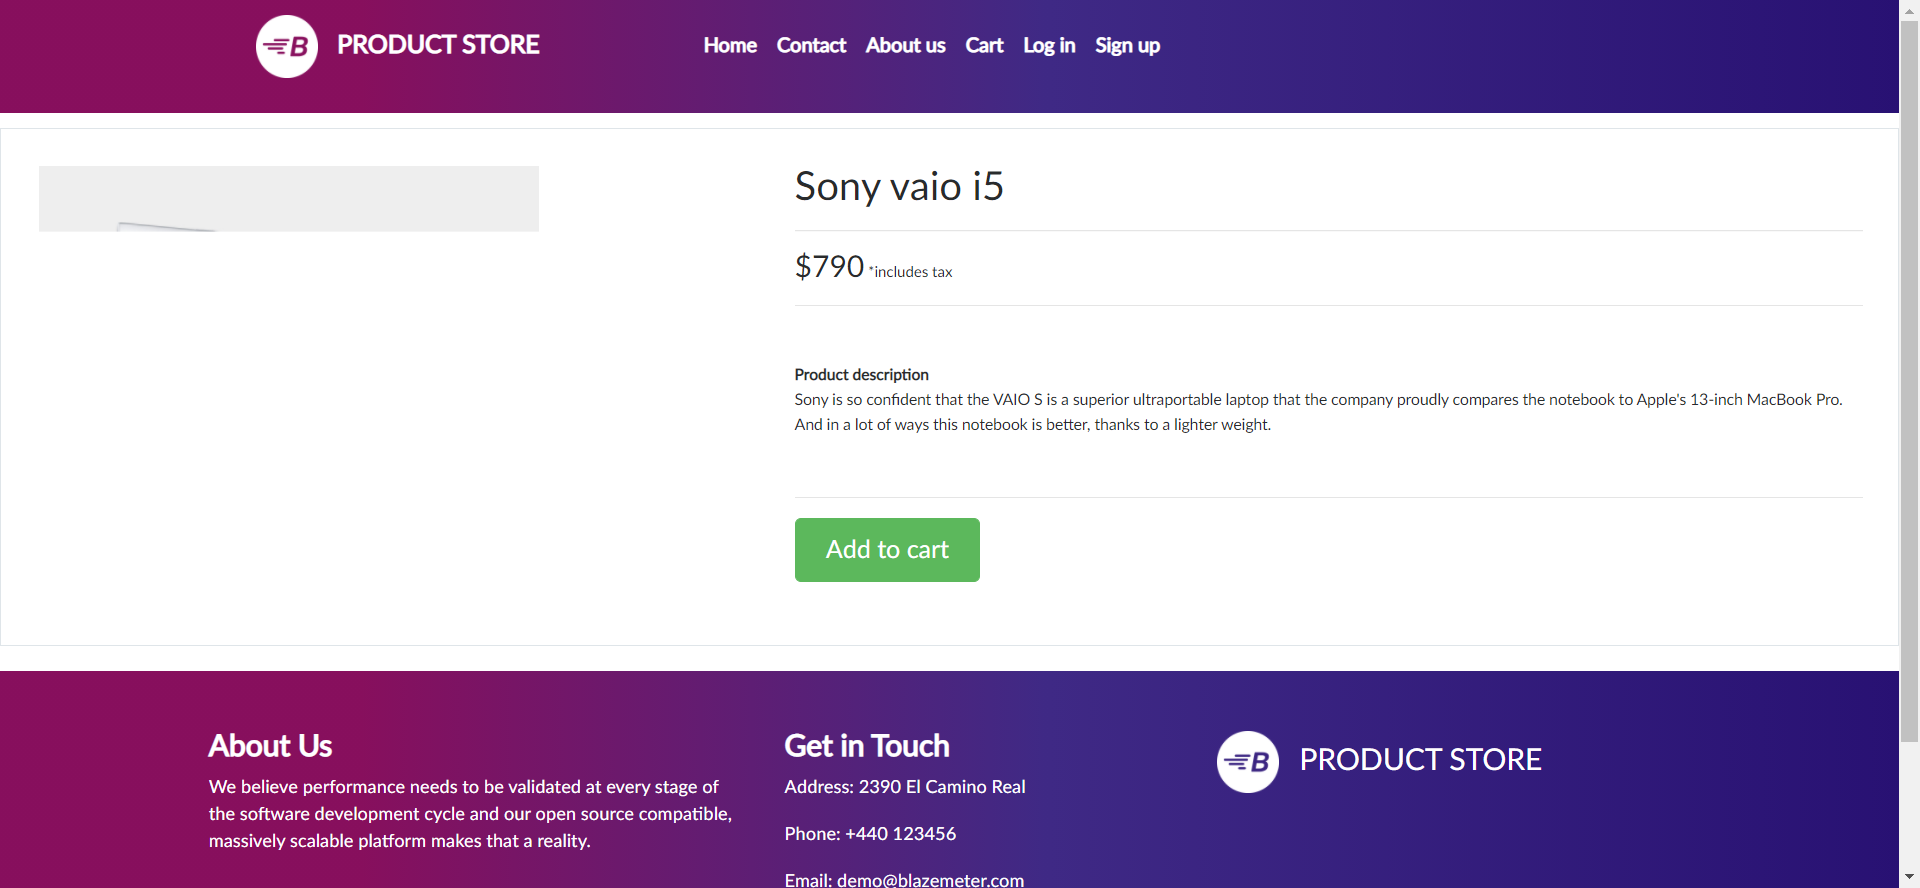 B PRODUCT STORE Home Contact About us Cart Log in Sign up
Sony vaio i5
$790 *includes tax
Product description
Sony is so confident that the VAIO S is a superior ultraportable laptop that the company proudly compares the notebook to Apple's 13-inch MacBook Pro.
And in a lot of ways this notebook is better, thanks to a lighter weight.
Add to cart
About Us
We believe performance needs to be validated at every stage of
the software development cycle and our open source compatible,
massively scalable platform makes that a reality.
Get in Touch
Address: 2390 El Camino Real
Phone: +440 123456
Email: demo@blazemeter.com
B PRODUCT STORE